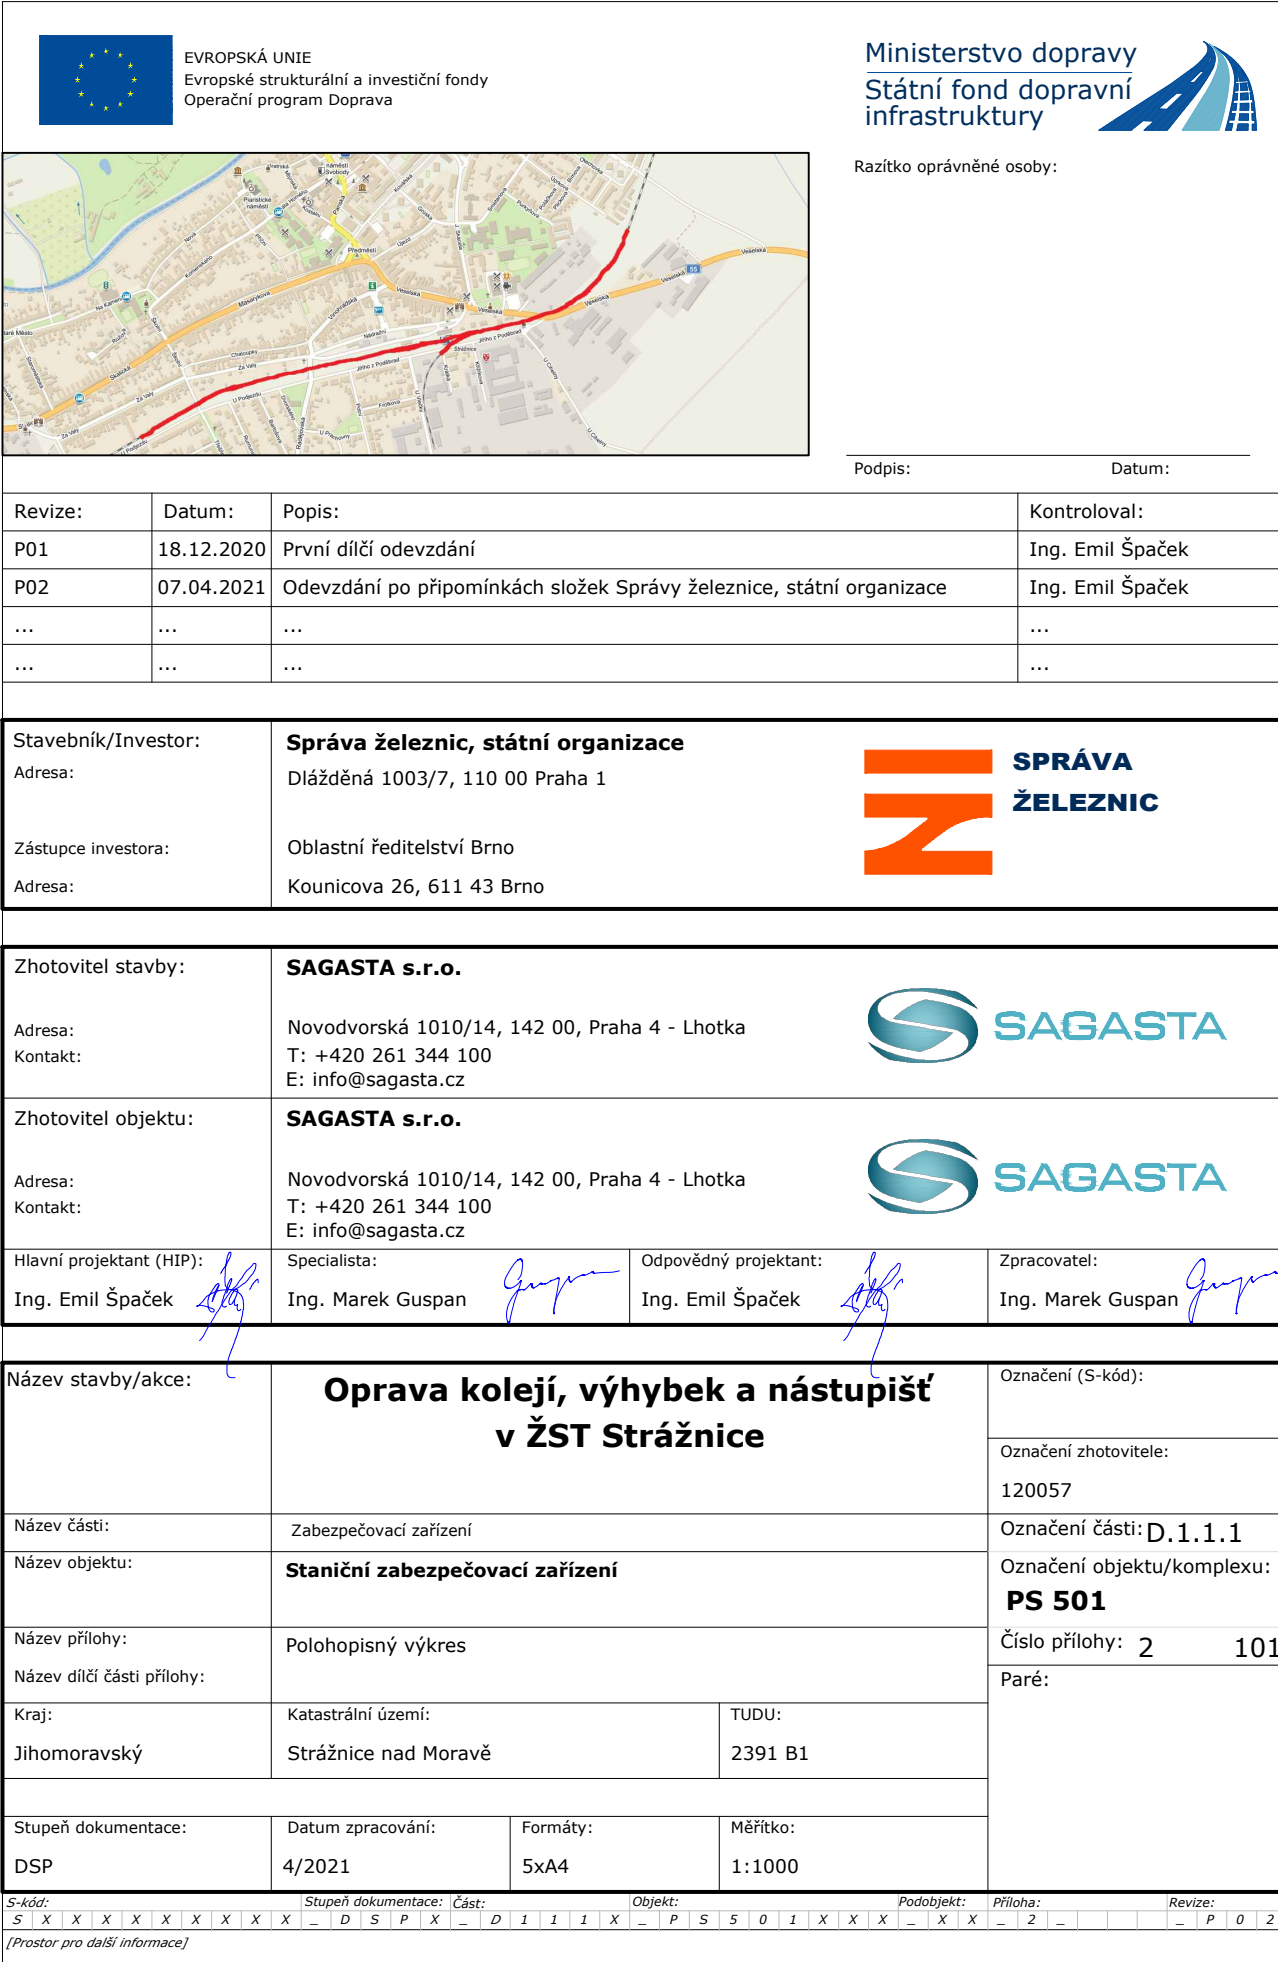 EVROPSKÁ UNIE
Evropské strukturální a investiční fondy
Operační program Doprava
Ministerstvo dopravy
Státní fond dopravní
infrastruktury
Razítko oprávněné osoby:
Podpis: Datum:
Revize: Datum: Popis: Kontroloval:
P01 18.12.2020 První dílčí odevzdání Ing. Emil Špaček
P02 07.04.2021 Odevzdání po připomínkách složek Správy železnice, státní organizace Ing. Emil Špaček
... ... ... ...
... ... ... ...
Stavebník/Investor: Správa železnic, státní organizace
Adresa: Dlážděná 1003/7, 110 00 Praha 1
SPRÁVA
ŽELEZNIC
Zástupce investora: Oblastní ředitelství Brno
Adresa: Kounicova 26, 611 43 Brno
Zhotovitel stavby: SAGASTA s.r.o.
SAGASTA
Adresa: Novodvorská 1010/14, 142 00, Praha 4 - Lhotka
Kontakt: T: +420 261 344 100
E: info@sagasta.cz
Zhotovitel objektu: SAGASTA s.r.o.
SAGASTA
Adresa: Novodvorská 1010/14, 142 00, Praha 4 - Lhotka
Kontakt: T: +420 261 344 100
E: info@sagasta.cz
Hlavní projektant (HIP): Specialista: Odpovědný projektant: Zpracovatel:
Ing. Emil Špaček Ing. Marek Guspan Ing. Emil Špaček Ing. Marek Guspan
Název stavby/akce: Oprava kolejí, výhybek a nástupišť
v ŽST Strážnice
Označení (S-kód):
Označení zhotovitele:
120057
Název části: Zabezpečovací zařízení Označení části: D.1.1.1
Název objektu: Staniční zabezpečovací zařízení Označení objektu/komplexu:
PS 501
Název přílohy: Polohopisný výkres Číslo přílohy: 2 101
Název dílčí části přílohy: Paré:
Kraj: Katastrální území: TUDU:
Jihomoravský Strážnice nad Moravě 2391 B1
Stupeň dokumentace: Datum zpracování: Formáty: Měřítko:
DSP 4/2021 5xA4 1:1000
S-kód: Stupeň dokumentace: Část: Objekt: Podobjekt: Příloha: Revize:
S X X X X X X X X X _ D S P X _ D 1 1 1 X _ P S 5 0 1 X X X _ X X _ 2 _ _ P 0 2
[Prostor pro další informace]